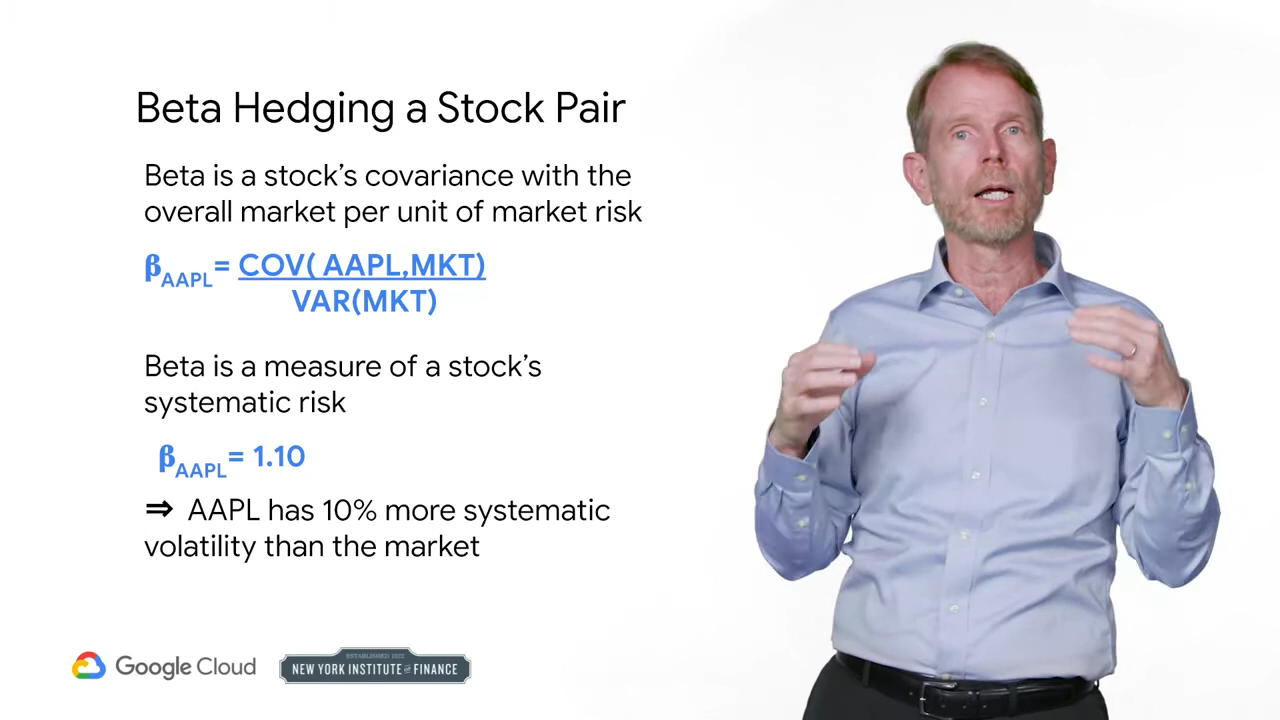 Beta Hedging a Stock Pair
Beta is a stock’s covariance with the
overall market per unit of market risk
βAAPL= COV( AAPL,MKT)
VAR(MKT)
Beta is a measure of a stock’s
systematic risk
βAAPL= 1.10
⇒ AAPL has 10% more systematic
volatility than the market
Google Cloud
ESTABLISHED 1922
NEW YORK INSTITUTE OF FINANCE